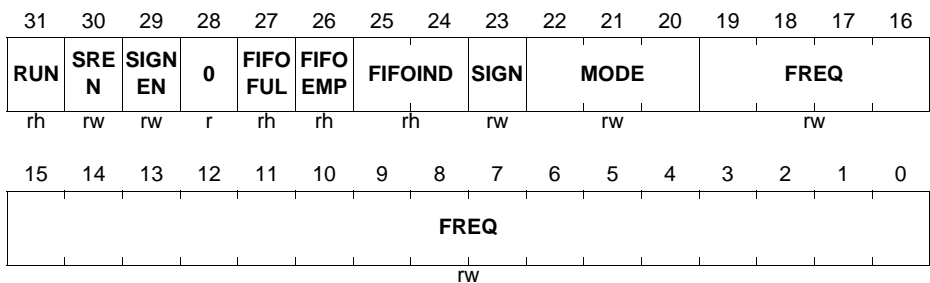 31 30 29 28 27 26 25 24 23 22 21 20 19 18 17 16
RUN SRE N SIGN EN 0 FIFO FUL FIFO EMP FIFOIND SIGN MODE FREQ
rh rw rw r rh rh rh rw rw rw
15 14 13 12 11 10 9 8 7 6 5 4 3 2 1 0
FREQ
rw